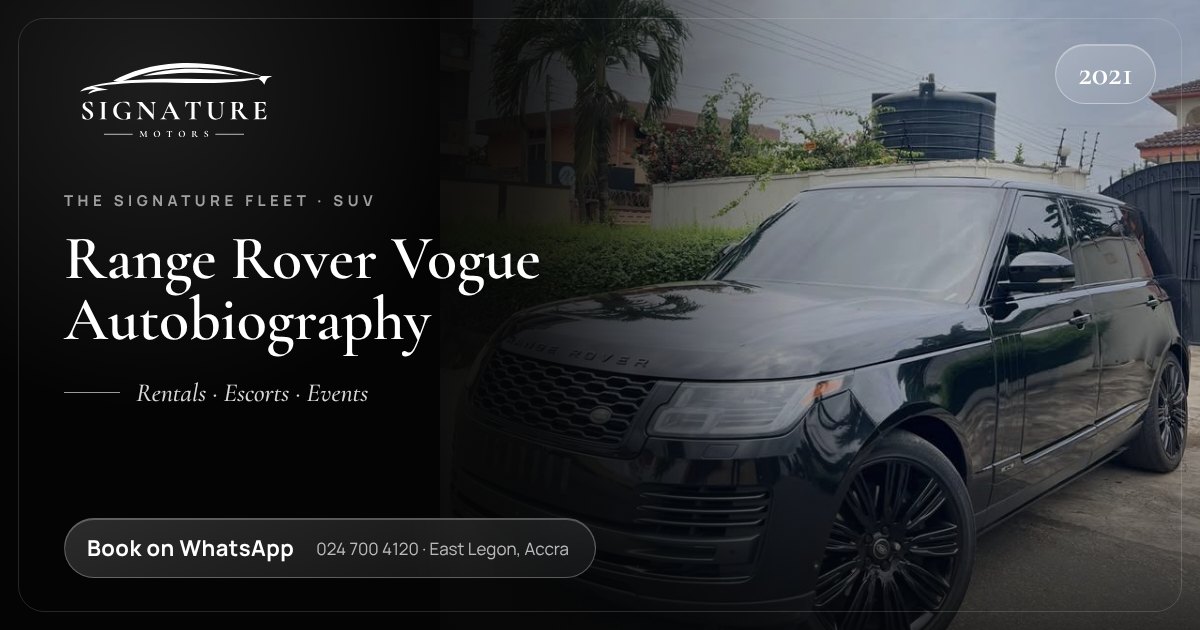 SIGNATURE
MOTORS
2021
THE SIGNATURE FLEET · SUV
Range Rover Vogue
Autobiography
RANGE ROVER
Rentals · Escorts · Events
Book on WhatsApp 024 700 4120 · East Legon, Accra